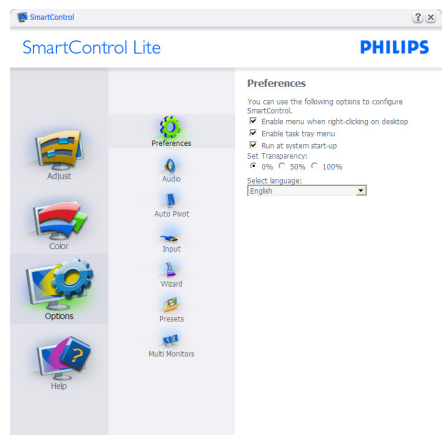 SmartControl
? ×
SmartControl Lite
PHILIPS
Adjust
Color
Options
Help
Preferences
Audio
Auto Pivot
Input
Wizard
Presets
Multi Monitors
Preferences
You can use the following options to configure
SmartControl.
Enable menu when right-clicking on desktop
Enable task tray menu
Run at system start-up
Set Transparency:
0% 50% 100%
Select language:
English